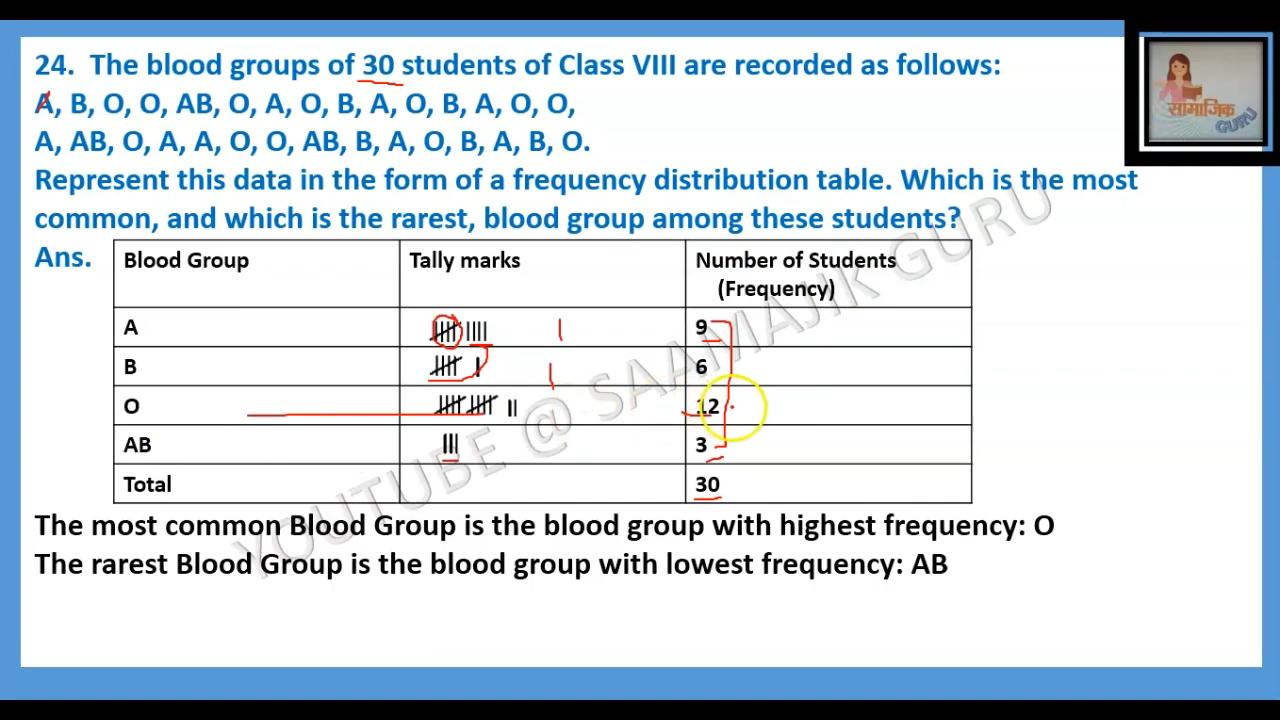 24. The blood groups of 30 students of Class VIII are recorded as follows:
A, B, O, O, AB, O, A, O, B, A, O, B, A, O, O,
A, AB, O, A, A, O, O, AB, B, A, O, B, A, B, O.
Represent this data in the form of a frequency distribution table. Which is the most
common, and which is the rarest, blood group among these students?
Ans.
Blood Group Tally marks Number of Students
(Frequency)
A 9
B 6
O 12
AB 3
Total 30
The most common Blood Group is the blood group with highest frequency: O
The rarest Blood Group is the blood group with lowest frequency: AB
YOUTUBE @ SAAMAJIK GURU
सामाजिक
GURU